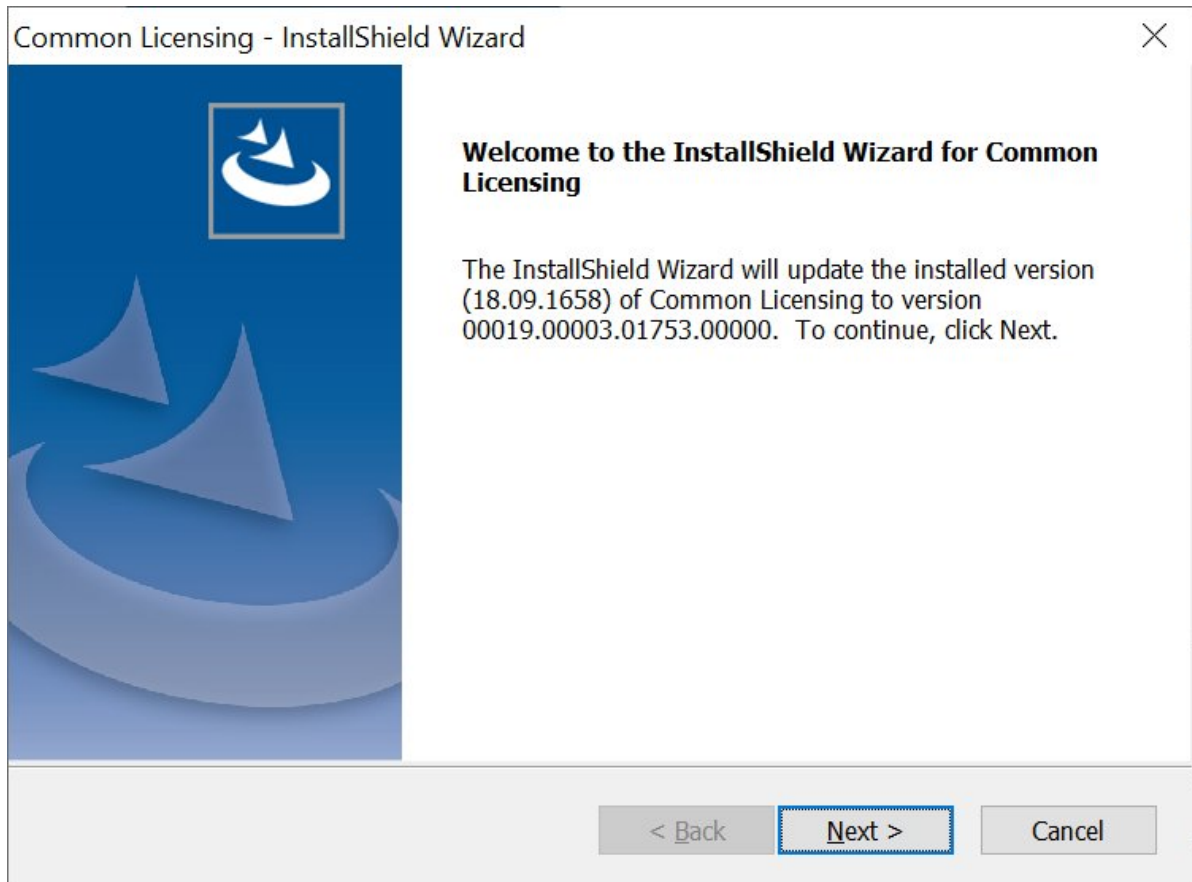 Common Licensing - InstallShield Wizard
Welcome to the InstallShield Wizard for Common
Licensing
The InstallShield Wizard will update the installed version
(18.09.1658) of Common Licensing to version
00019.00003.01753.00000.  To continue, click Next.
< Back
Next >
Cancel